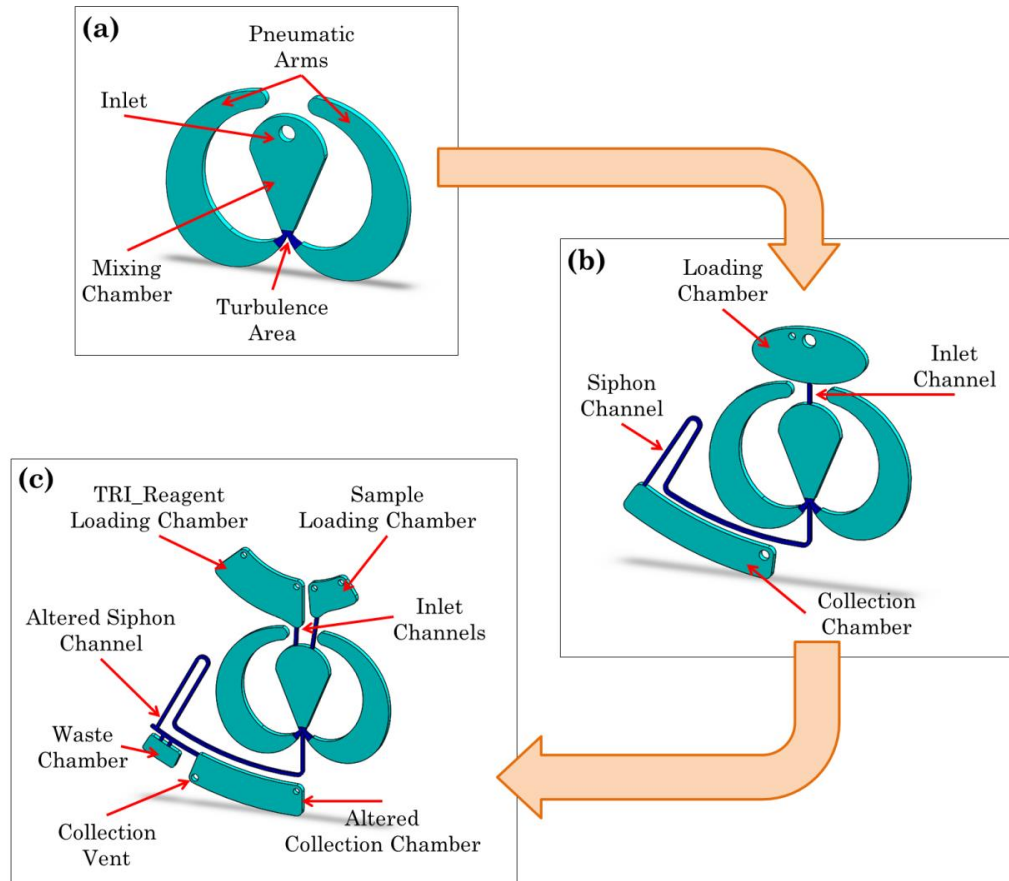 (a)
Pneumatic
Arms
Inlet
Mixing
Chamber
Turbulence
Area
(b)
Loading
Chamber
Inlet
Channel
Siphon
Channel
Collection
Chamber
(c)
TRI_Reagent
Loading Chamber
Sample
Loading Chamber
Inlet
Channels
Altered Siphon
Channel
Waste
Chamber
Collection
Vent
Altered
Collection Chamber